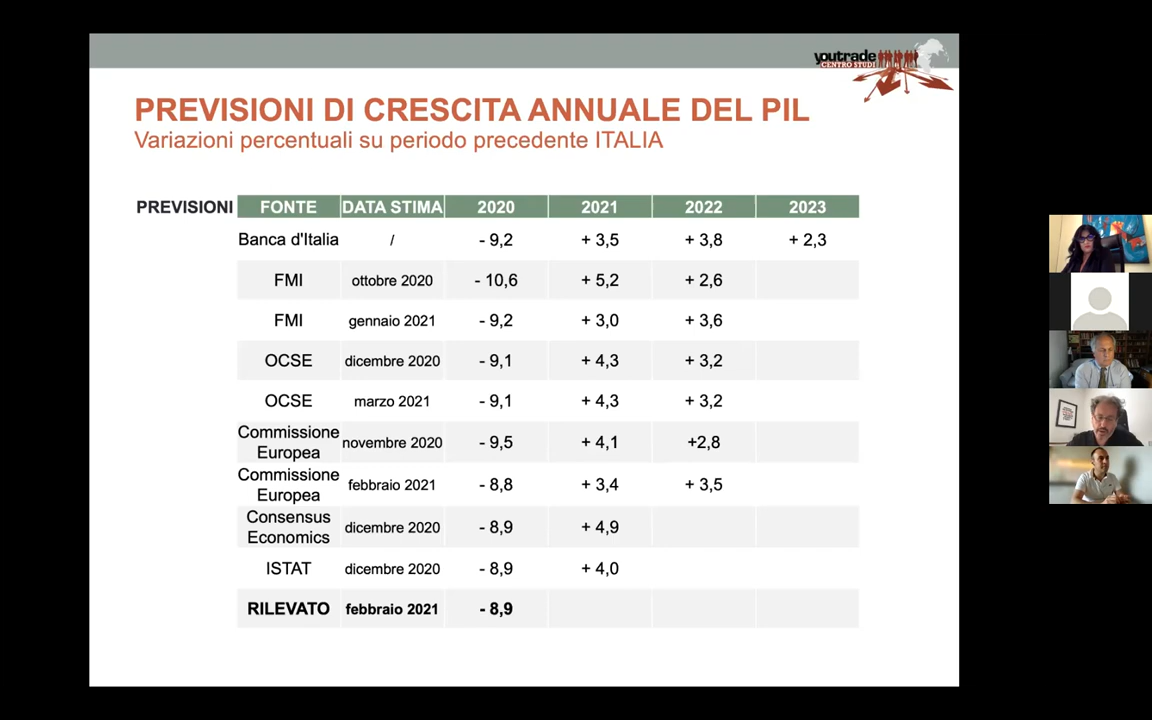 youtrade
CENTRO STUDI
PREVISIONI DI CRESCITA ANNUALE DEL PIL
Variazioni percentuali su periodo precedente ITALIA
PREVISIONI FONTE DATA STIMA 2020 2021 2022 2023
Banca d'Italia / - 9,2 + 3,5 + 3,8 + 2,3
FMI ottobre 2020 - 10,6 + 5,2 + 2,6
FMI gennaio 2021 - 9,2 + 3,0 + 3,6
OCSE dicembre 2020 - 9,1 + 4,3 + 3,2
OCSE marzo 2021 - 9,1 + 4,3 + 3,2
Commissione
Europea novembre 2020 - 9,5 + 4,1 +2,8
Commissione
Europea febbraio 2021 - 8,8 + 3,4 + 3,5
Consensus
Economics dicembre 2020 - 8,9 + 4,9
ISTAT dicembre 2020 - 8,9 + 4,0
RILEVATO febbraio 2021 - 8,9